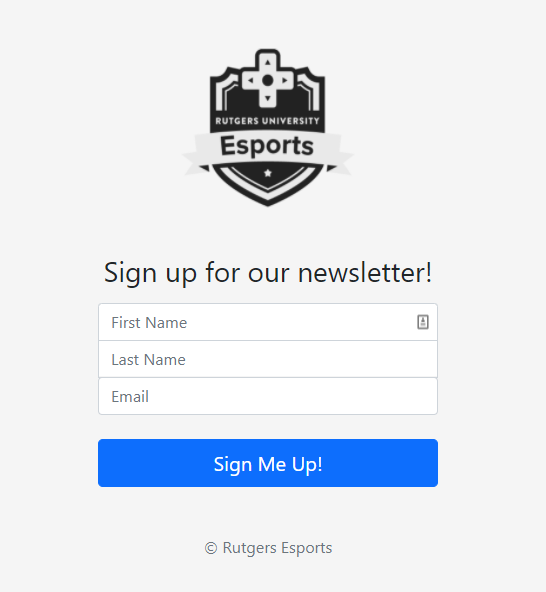 RUTGERS UNIVERSITY
Esports
Sign up for our newsletter!
First Name
Last Name
Email
Sign Me Up!
© Rutgers Esports